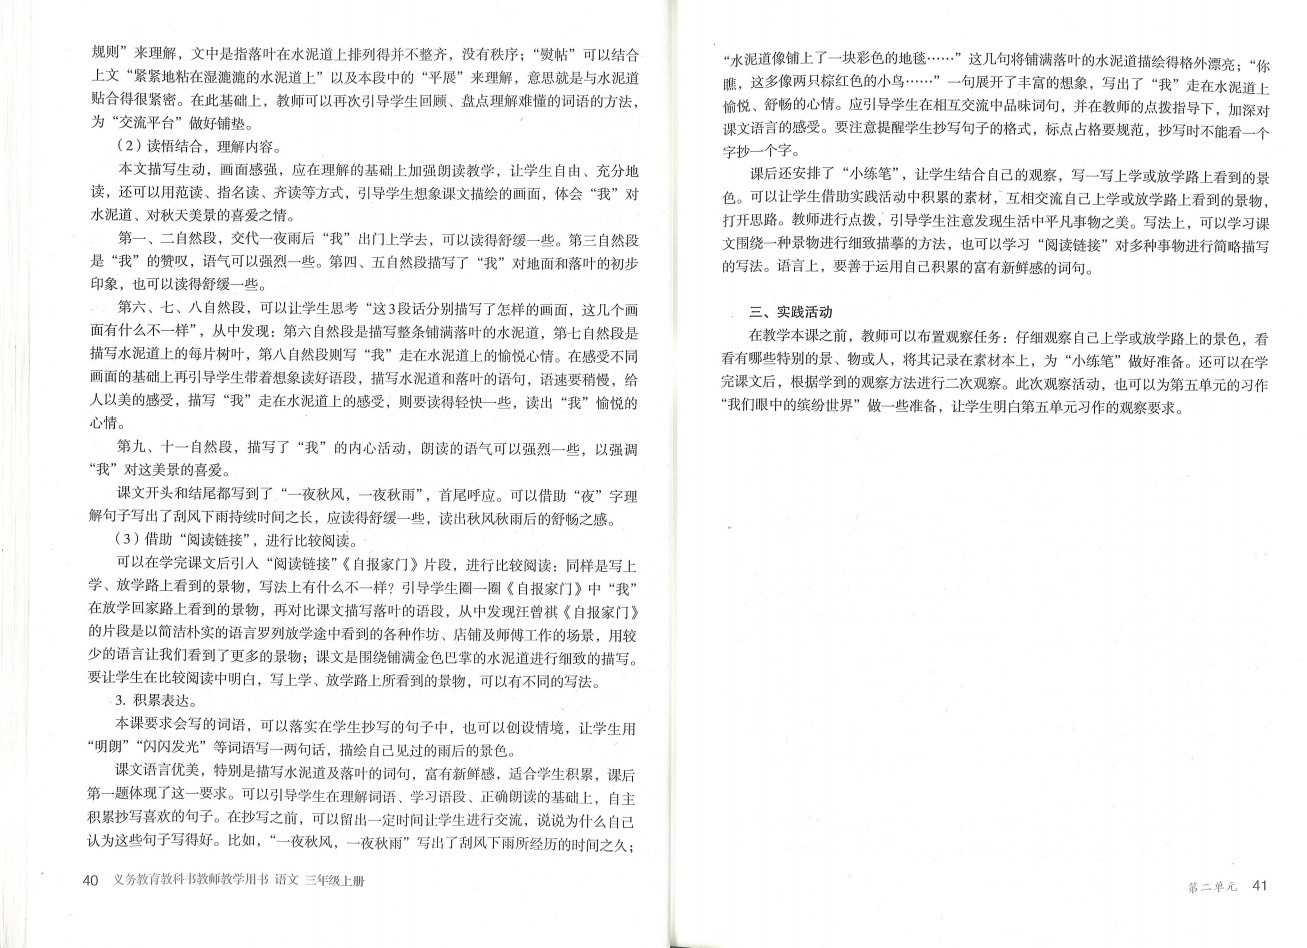 规则”来理解，文中是指落叶在水泥道上排列得并不整齐，没有秩序；“熨帖”可以结合
上文“紧紧地粘在湿漉漉的水泥道上”以及本段中的“平展”来理解，意思就是与水泥道
贴合得很紧密。在此基础上，教师可以再次引导学生回顾、盘点理解难懂的词语的方法，
为“交流平台”做好铺垫。
（2）读悟结合，理解内容。
本文描写生动，画面感强，应在理解的基础上加强朗读教学，让学生自由、充分地
读，还可以用范读、指名读、齐读等方式，引导学生想象课文描绘的画面，体会“我”对
水泥道、对秋天美景的喜爱之情。
第一、二自然段，交代一夜雨后“我”出门上学去，可以读得舒缓一些。第三自然段
是“我”的赞叹，语气可以强烈一些。第四、五自然段描写了“我”对地面和落叶的初步
印象，也可以读得舒缓一些。
第六、七、八自然段，可以让学生思考“这3段话分别描写了怎样的画面，这几个画
面有什么不一样”，从中发现：第六自然段是描写整条铺满落叶的水泥道，第七自然段是
描写水泥道上的每片树叶，第八自然段则写“我”走在水泥道上的愉悦心情。在感受不同
画面的基础上再引导学生带着想象读好语段，描写水泥道和落叶的语句，语速要稍慢，给
人以美的感受，描写“我”走在水泥道上的感受，则要读得轻快一些，读出“我”愉悦的
心情。
第九、十一自然段，描写了“我”的内心活动，朗读的语气可以强烈一些，以强调
“我”对这美景的喜爱。
课文开头和结尾都写到了“一夜秋风，一夜秋雨”，首尾呼应。可以借助“夜”字理
解句子写出了刮风下雨持续时间之长，应读得舒缓一些，读出秋风秋雨后的舒畅之感。
（3）借助“阅读链接”，进行比较阅读。
可以在学完课文后引入“阅读链接”《自报家门》片段，进行比较阅读：同样是写上
学、放学路上看到的景物，写法上有什么不一样？引导学生圈一圈《自报家门》中“我”
在放学回家路上看到的景物，再对比课文描写落叶的语段，从中发现汪曾祺《自报家门》
的片段是以简洁朴实的语言罗列放学途中看到的各种作坊、店铺及师傅工作的场景，用较
少的语言让我们看到了更多的景物；课文是围绕铺满金色巴掌的水泥道进行细致的描写。
要让学生在比较阅读中明白，写上学、放学路上所看到的景物，可以有不同的写法。
3. 积累表达。
本课要求会写的词语，可以落实在学生抄写的句子中，也可以创设情境，让学生用
“明朗”“闪闪发光”等词语写一两句话，描绘自己见过的雨后的景色。
课文语言优美，特别是描写水泥道及落叶的词句，富有新鲜感，适合学生积累，课后
第一题体现了这一要求。可以引导学生在理解词语、学习语段、正确朗读的基础上，自主
积累抄写喜欢的句子。在抄写之前，可以留出一定时间让学生进行交流，说说为什么自己
认为这些句子写得好。比如，“一夜秋风，一夜秋雨”写出了刮风下雨所经历的时间之久；
40 义务教育教科书教师教学用书 语文 三年级上册
“水泥道像铺上了一块彩色的地毯……”这几句将铺满落叶的水泥道描绘得格外漂亮；“你
瞧，这多像两只棕红色的小鸟……”一句展开了丰富的想象，写出了“我”走在水泥道上
愉悦、舒畅的心情。应引导学生在相互交流中品味词句，并在教师的点拨指导下，加深对
课文语言的感受。要注意提醒学生抄写句子的格式，标点占格要规范，抄写时不能看一个
字抄一个字。
课后还安排了“小练笔”，让学生结合自己的观察，写一写上学或放学路上看到的景
色。可以让学生借助实践活动中积累的素材，互相交流自己上学或放学路上看到的景物，
打开思路。教师进行点拨，引导学生注意发现生活中平凡事物之美。写法上，可以学习课
文围绕一种景物进行细致描摹的方法，也可以学习“阅读链接”对多种事物进行简略描写
的写法。语言上，要善于运用自己积累的富有新鲜感的词句。
三、实践活动
在教学本课之前，教师可以布置观察任务：仔细观察自己上学或放学路上的景色，看
看有哪些特别的景、物或人，将其记录在素材本上，为“小练笔”做好准备。还可以在学
完课文后，根据学到的观察方法进行二次观察。此次观察活动，也可以为第五单元的习作
“我们眼中的缤纷世界”做一些准备，让学生明白第五单元习作的观察要求。
第二单元 41